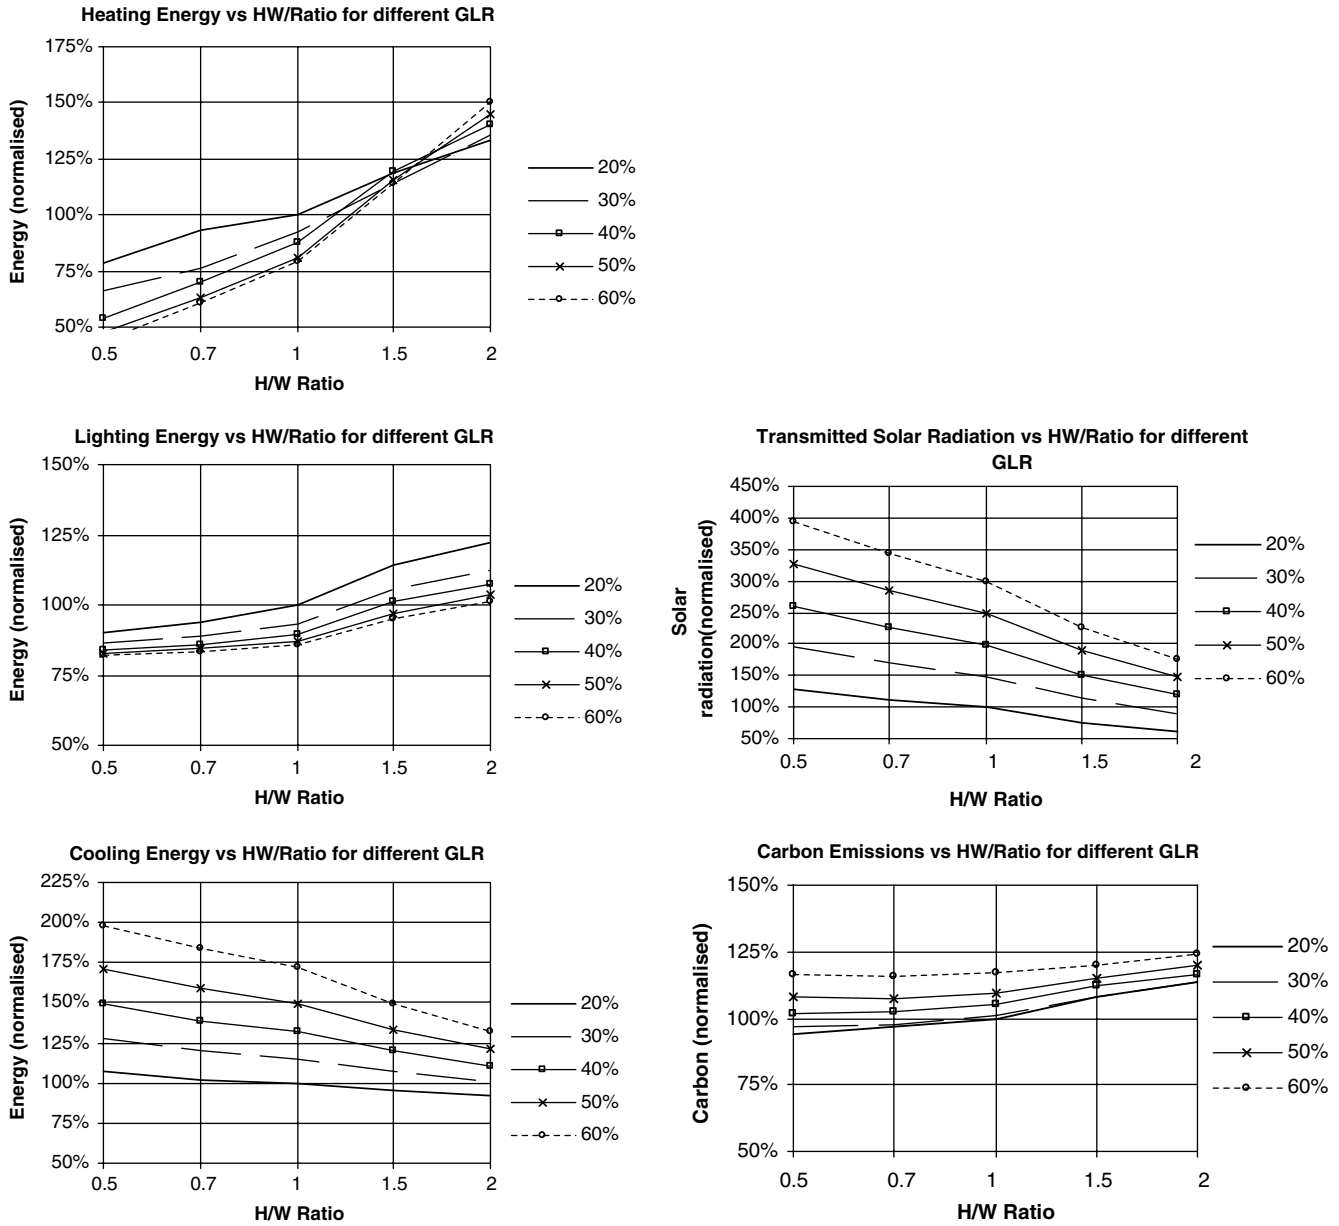 Heating Energy vs HW/Ratio for different GLR
Energy (normalised)
175%
150%
125%
100%
75%
50%
0.5 0.7 1 1.5 2
H/W Ratio
20%
30%
40%
50%
60%
Lighting Energy vs HW/Ratio for different GLR
Energy (normalised)
150%
125%
100%
75%
50%
0.5 0.7 1 1.5 2
H/W Ratio
20%
30%
40%
50%
60%
Transmitted Solar Radiation vs HW/Ratio for different
GLR
Solar
radiation(normalised)
450%
400%
350%
300%
250%
200%
150%
100%
50%
0.5 0.7 1 1.5 2
H/W Ratio
20%
30%
40%
50%
60%
Cooling Energy vs HW/Ratio for different GLR
Energy (normalised)
225%
200%
175%
150%
125%
100%
75%
50%
0.5 0.7 1 1.5 2
H/W Ratio
20%
30%
40%
50%
60%
Carbon Emissions vs HW/Ratio for different GLR
Carbon (normalised)
150%
125%
100%
75%
50%
0.5 0.7 1 1.5 2
H/W Ratio
20%
30%
40%
50%
60%